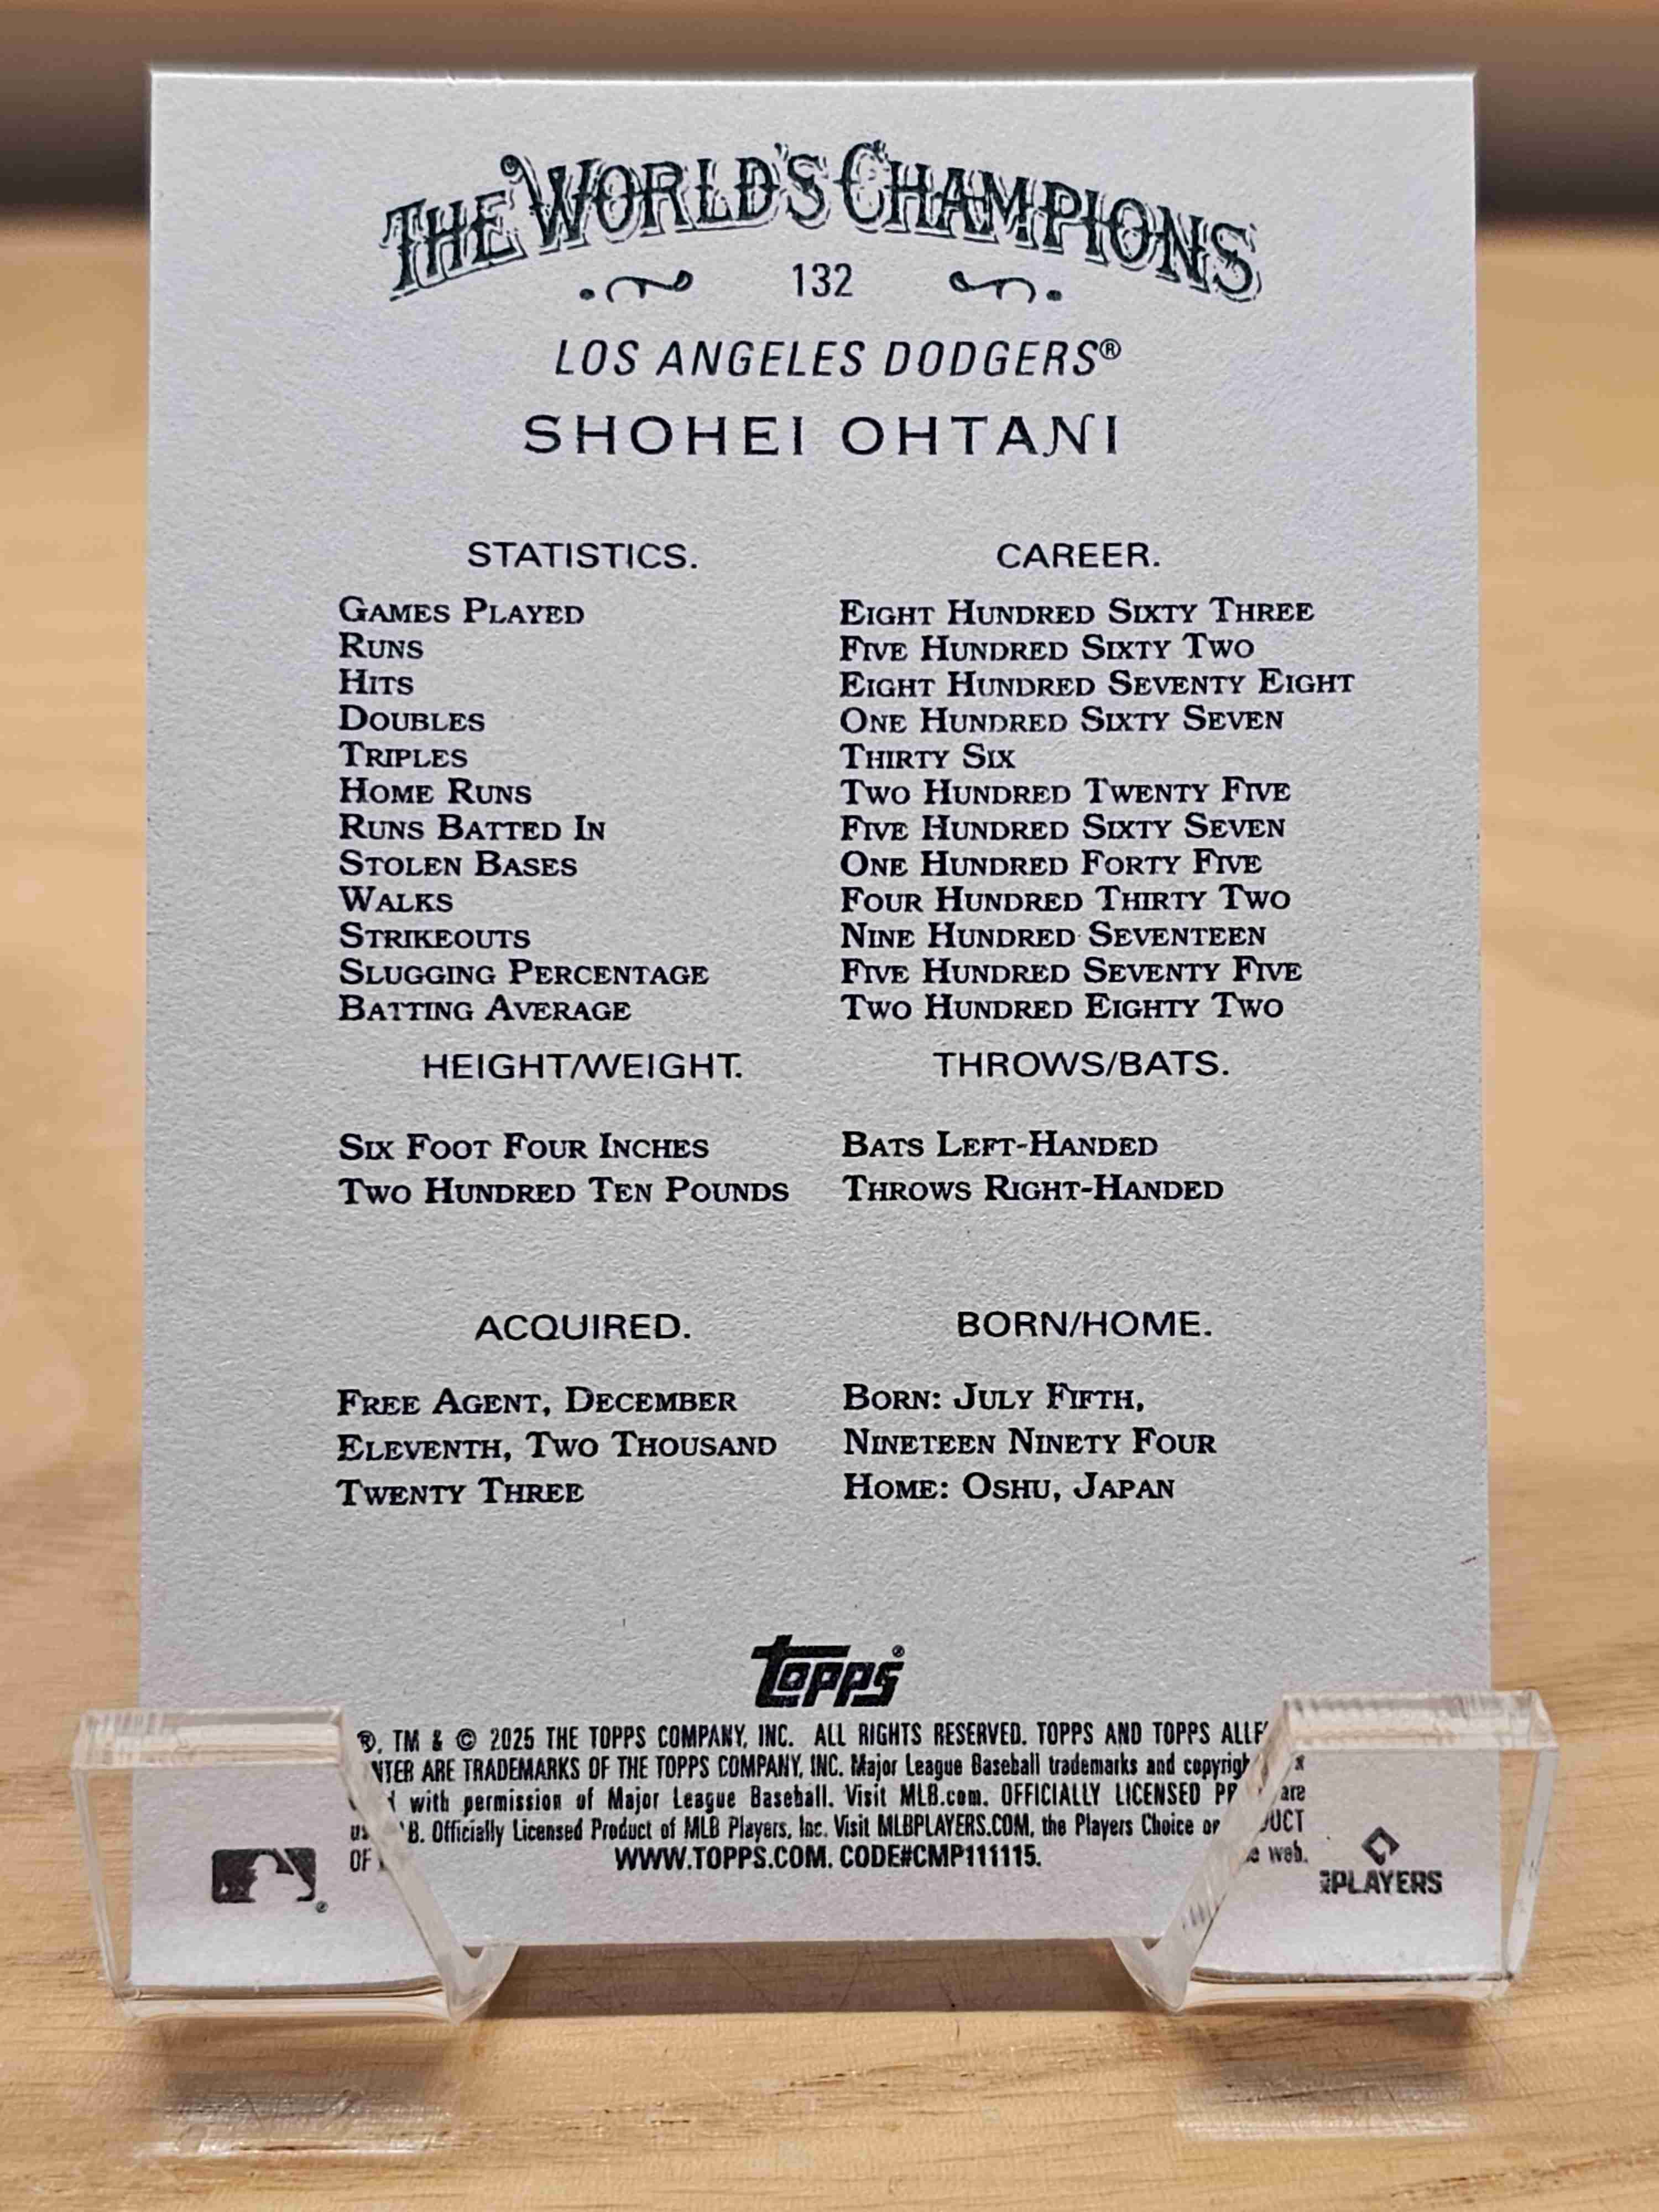 THE WORLD'S CHAMPIONS
132
LOS ANGELES DODGERS®
SHOHEI OHTANI
STATISTICS. CAREER.
GAMES PLAYED EIGHT HUNDRED SIXTY THREE
RUNS FIVE HUNDRED SIXTY TWO
HITS EIGHT HUNDRED SEVENTY EIGHT
DOUBLES ONE HUNDRED SIXTY SEVEN
TRIPLES THIRTY SIX
HOME RUNS TWO HUNDRED TWENTY FIVE
RUNS BATTED IN FIVE HUNDRED SIXTY SEVEN
STOLEN BASES ONE HUNDRED FORTY FIVE
WALKS FOUR HUNDRED THIRTY TWO
STRIKEOUTS NINE HUNDRED SEVENTEEN
SLUGGING PERCENTAGE FIVE HUNDRED SEVENTY FIVE
BATTING AVERAGE TWO HUNDRED EIGHTY TWO
HEIGHT/WEIGHT. THROWS/BATS.
SIX FOOT FOUR INCHES BATS LEFT-HANDED
TWO HUNDRED TEN POUNDS THROWS RIGHT-HANDED
ACQUIRED. BORN/HOME.
FREE AGENT, DECEMBER BORN: JULY FIFTH,
ELEVENTH, TWO THOUSAND NINETEEN NINETY FOUR
TWENTY THREE HOME: OSHU, JAPAN
topps®
®, TM & © 2025 THE TOPPS COMPANY, INC. ALL RIGHTS RESERVED. TOPPS AND TOPPS
ARE TRADEMARKS OF THE TOPPS COMPANY, INC. Major League Baseball trademarks and
with permission of Major League Baseball. Visit MLB.com. OFFICIALLY LICENSED are
Officially Licensed Product of MLB Players, Inc. Visit MLBPLAYERS.COM, the Players Choice
OF WWW.TOPPS.COM. CODE#CMP111115. web.
PLAYERS